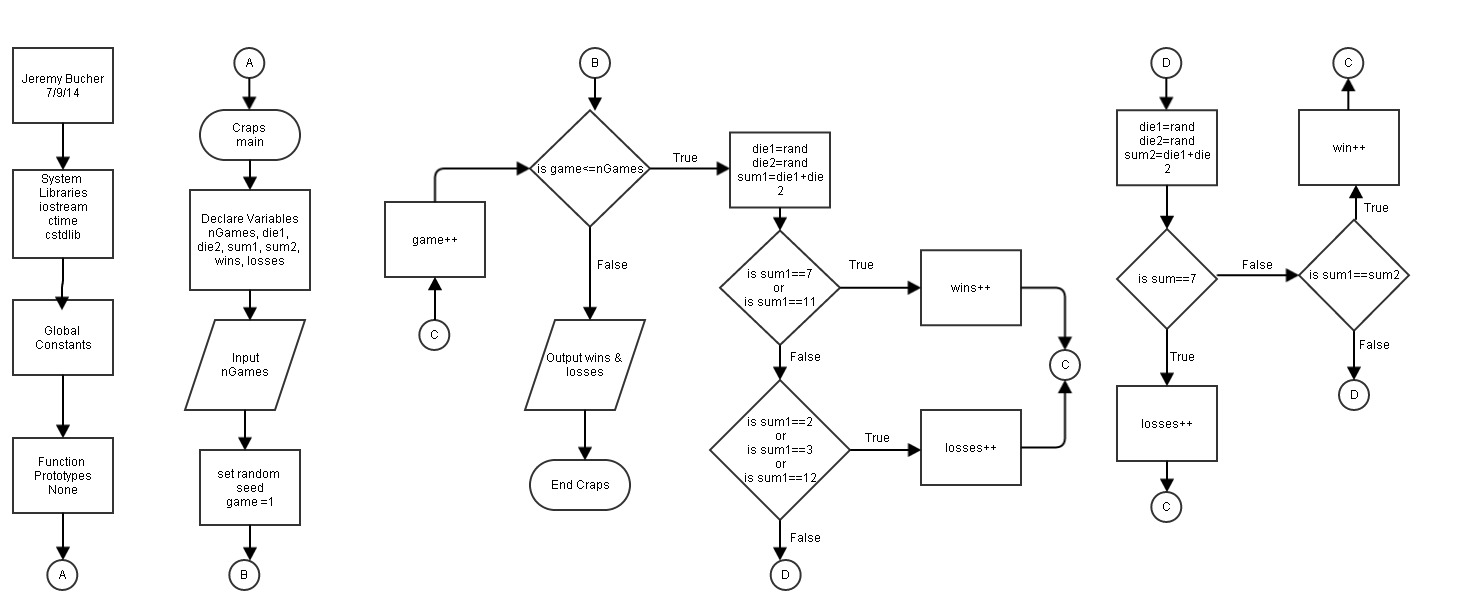 Jeremy Bucher
7/9/14
System
Libraries
iostream
ctime
cstdlib
Global
Constants
Function
Prototypes
None
A
A
Craps
main
Declare Variables
nGames, die1,
die2, sum1, sum2,
wins, losses
Input
nGames
set random
seed
game =1
B
B
is game<=nGames
True
False
game++
C
Output wins &
losses
End Craps
die1=rand
die2=rand
sum1=die1+die
2
is sum1==7
or
is sum1==11
True
wins++
False
C
is sum1==2
or
is sum1==3
or
is sum1==12
True
losses++
False
D
D
die1=rand
die2=rand
sum2=die1+die
2
is sum==7
False
True
losses++
C
C
win++
True
is sum1==sum2
False
D